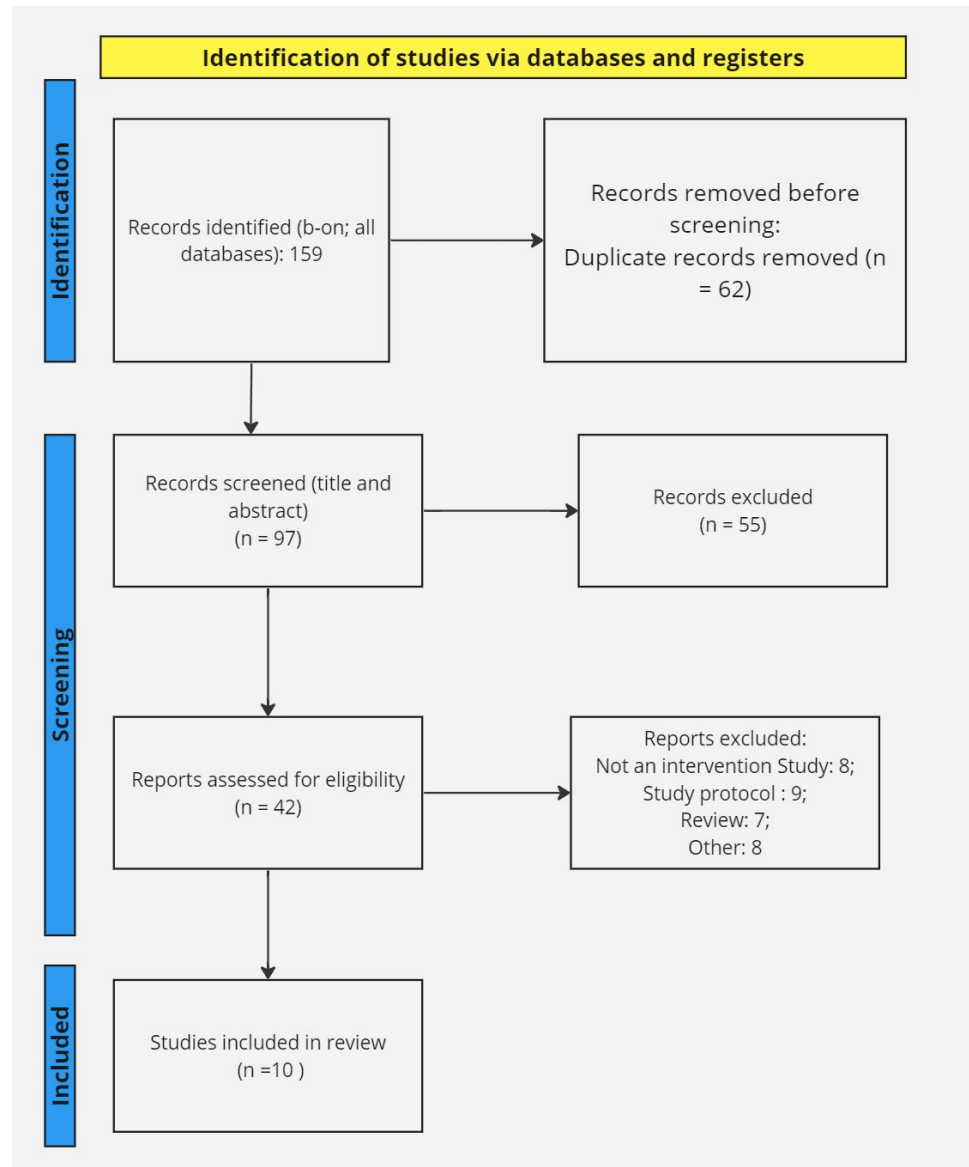 Identification of studies via databases and registers
Identification
Records identified (b-on; all
databases): 159
Records removed before
screening:
Duplicate records removed (n
= 62)
Screening
Records screened (title and
abstract)
(n = 97)
Records excluded
(n = 55)
Reports assessed for eligibility
(n = 42)
Reports excluded:
Not an intervention Study: 8;
Study protocol : 9;
Review: 7;
Other: 8
Included
Studies included in review
(n =10 )